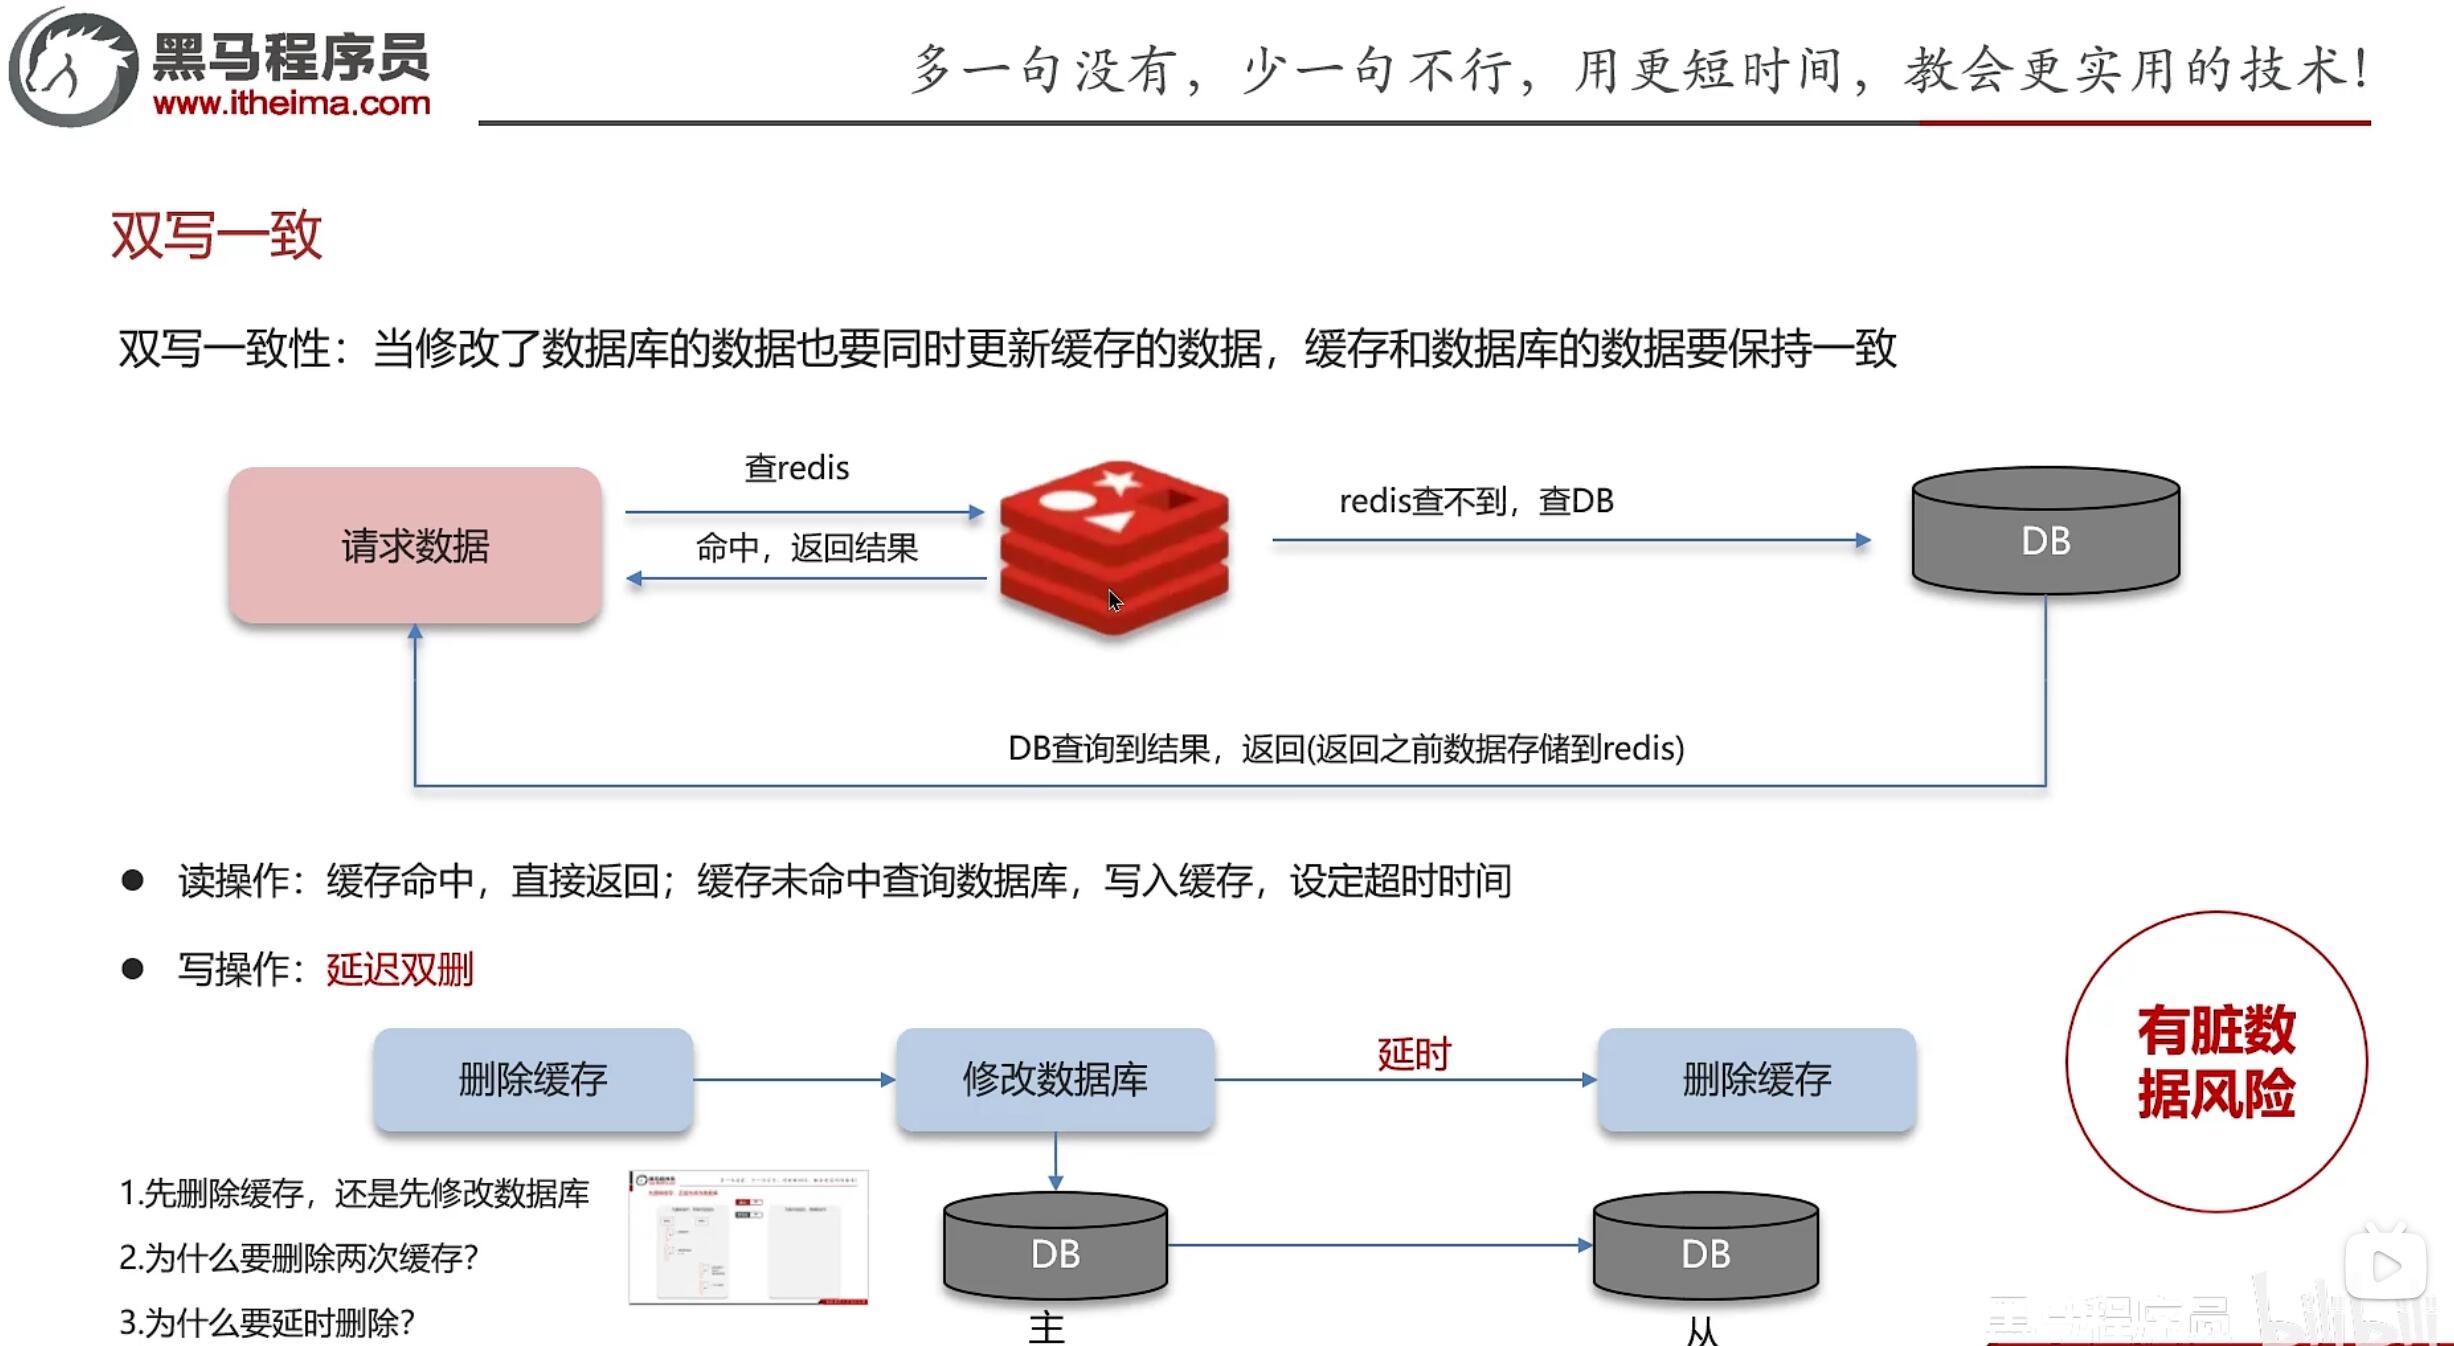 黑马程序员
www.itheima.com
多一句没有，少一句不行，用更短时间，教会更实用的技术！
双写一致
双写一致性：当修改了数据库的数据也要同时更新缓存的数据，缓存和数据库的数据要保持一致
查redis
redis查不到，查DB
请求数据
命中，返回结果
DB
DB查询到结果，返回(返回之前数据存储到redis)
读操作：缓存命中，直接返回；缓存未命中查询数据库，写入缓存，设定超时时间
写操作：延迟双删
有脏数
据风险
删除缓存
修改数据库
延时
删除缓存
1.先删除缓存，还是先修改数据库
2.为什么要删除两次缓存？
3.为什么要延时删除？
DB
DB
主
从
黑马程序员
bilibili